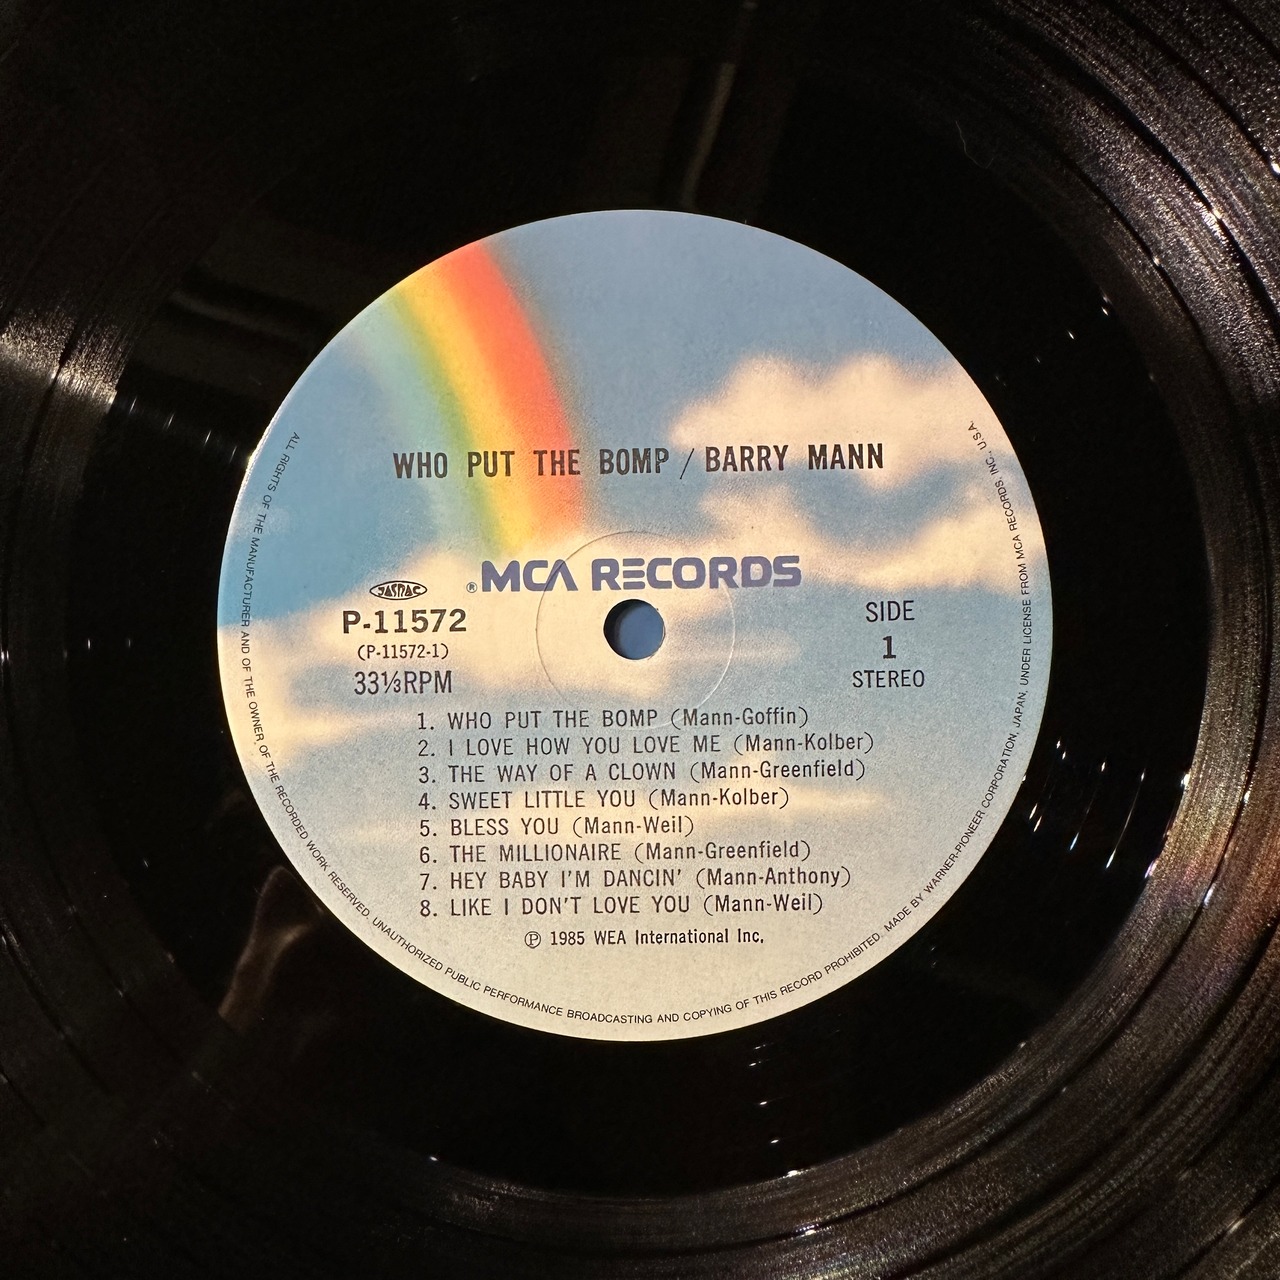 WHO PUT THE BOMP / BARRY MANN
®MCA RECORDS
JASRAC
P-11572
(P-11572-1)
33⅓RPM
SIDE
1
STEREO
1. WHO PUT THE BOMP (Mann-Goffin)
2. I LOVE HOW YOU LOVE ME (Mann-Kolber)
3. THE WAY OF A CLOWN (Mann-Greenfield)
4. SWEET LITTLE YOU (Mann-Kolber)
5. BLESS YOU (Mann-Weil)
6. THE MILLIONAIRE (Mann-Greenfield)
7. HEY BABY I'M DANCIN' (Mann-Anthony)
8. LIKE I DON'T LOVE YOU (Mann-Weil)
Ⓟ 1985 WEA International Inc.
ALL RIGHTS OF THE MANUFACTURER AND OF THE OWNER OF THE RECORDED WORK RESERVED. UNAUTHORIZED PUBLIC PERFORMANCE BROADCASTING AND COPYING OF THIS RECORD PROHIBITED. MADE BY WARNER-PIONEER CORPORATION, JAPAN, UNDER LICENSE FROM MCA RECORDS, INC., U.S.A.